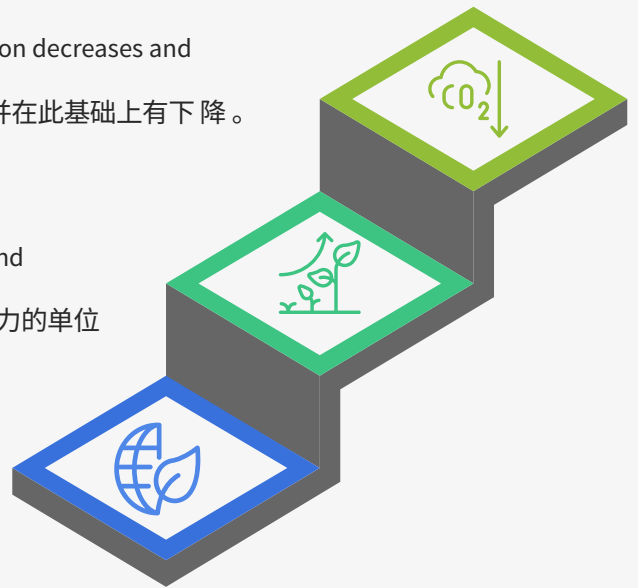 on decreases and
并在此基础上有下降。
CO2
nd
力的单位